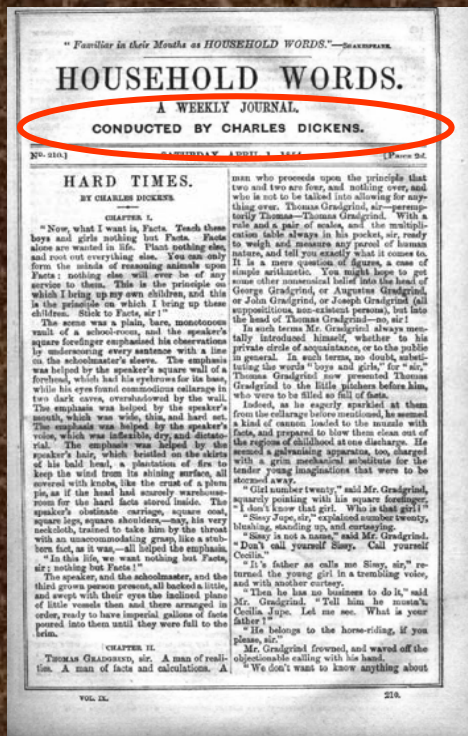 "Familiar in their Mouths as HOUSEHOLD WORDS."—SHAKESPEARE.
HOUSEHOLD WORDS.
A WEEKLY JOURNAL.
CONDUCTED BY CHARLES DICKENS.
No. 210.] SATURDAY, APRIL 1, 1854. [PRICE 2d.
HARD TIMES.
BY CHARLES DICKENS.
CHAPTER I.
"Now, what I want is, Facts. Teach these
boys and girls nothing but Facts. Facts
alone are wanted in life. Plant nothing else,
and root out everything else. You can only
form the minds of reasoning animals upon
Facts: nothing else will ever be of any
service to them. This is the principle on
which I bring up my own children, and this
is the principle on which I bring up these
children. Stick to Facts, sir!"
The scene was a plain, bare, monotonous
vault of a school-room, and the speaker's
square forefinger emphasised his observations
by underscoring every sentence with a line
on the schoolmaster's sleeve. The emphasis
was helped by the speaker's square wall of a
forehead, which had his eyebrows for its base,
while his eyes found commodious cellarage in
two dark caves, overshadowed by the wall.
The emphasis was helped by the speaker's
mouth, which was wide, thin, and hard set.
The emphasis was helped by the speaker's
voice, which was inflexible, dry, and dictato-
rial. The emphasis was helped by the
speaker's hair, which bristled on the skirts
of his bald head, a plantation of firs to
keep the wind from its shining surface, all
covered with knobs, like the crust of a plum
pie, as if the head had scarcely warehouse-
room for the hard facts stored inside. The
speaker's obstinate carriage, square coat,
square legs, square shoulders,—nay, his very
neckcloth, trained to take him by the throat
with an unaccommodating grasp, like a stub-
born fact, as it was,—all helped the emphasis.
"In this life, we want nothing but Facts,
sir; nothing but Facts!"
The speaker, and the schoolmaster, and the
third grown person present, all backed a little,
and swept with their eyes the inclined plane
of little vessels then and there arranged in
order, ready to have imperial gallons of facts
poured into them until they were full to the
brim.
CHAPTER II.
THOMAS GRADGRIND, sir. A man of reali-
ties. A man of facts and calculations. A
man who proceeds upon the principle that
two and two are four, and nothing over, and
who is not to be talked into allowing for any-
thing over. Thomas Gradgrind, sir—peremp-
torily Thomas—Thomas Gradgrind. With a
rule and a pair of scales, and the multipli-
cation table always in his pocket, sir, ready
to weigh and measure any parcel of human
nature, and tell you exactly what it comes to.
It is a mere question of figures, a case of
simple arithmetic. You might hope to get
some other nonsensical belief into the head of
George Gradgrind, or Augustus Gradgrind,
or John Gradgrind, or Joseph Gradgrind (all
supposititious, non-existent persons), but into
the head of Thomas Gradgrind—no, sir!
In such terms Mr. Gradgrind always men-
tally introduced himself, whether to his
private circle of acquaintance, or to the public
in general. In such terms, no doubt, substi-
tuting the words "boys and girls," for "sir,"
Thomas Gradgrind now presented Thomas
Gradgrind to the little pitchers before him,
who were to be filled so full of facts.
Indeed, as he eagerly sparkled at them
from the cellarage before mentioned, he seemed
a kind of cannon loaded to the muzzle with
facts, and prepared to blow them clean out of
the regions of childhood at one discharge. He
seemed a galvanising apparatus, too, charged
with a grim mechanical substitute for the
tender young imaginations that were to be
stormed away.
"Girl number twenty," said Mr. Gradgrind,
squarely pointing with his square forefinger,
"I don't know that girl. Who is that girl?"
"Sissy Jupe, sir," explained number twenty,
blushing, standing up, and curtseying.
"Sissy is not a name," said Mr. Gradgrind.
"Don't call yourself Sissy. Call yourself
Cecilia."
"It's father as calls me Sissy, sir," re-
turned the young girl in a trembling voice,
and with another curtsey.
"Then he has no business to do it," said
Mr. Gradgrind. "Tell him he mustn't.
Cecilia Jupe. Let me see. What is your
father?"
"He belongs to the horse-riding, if you
please, sir."
Mr. Gradgrind frowned, and waved off the
objectionable calling with his hand.
"We don't want to know anything about
VOL. IX. 210.